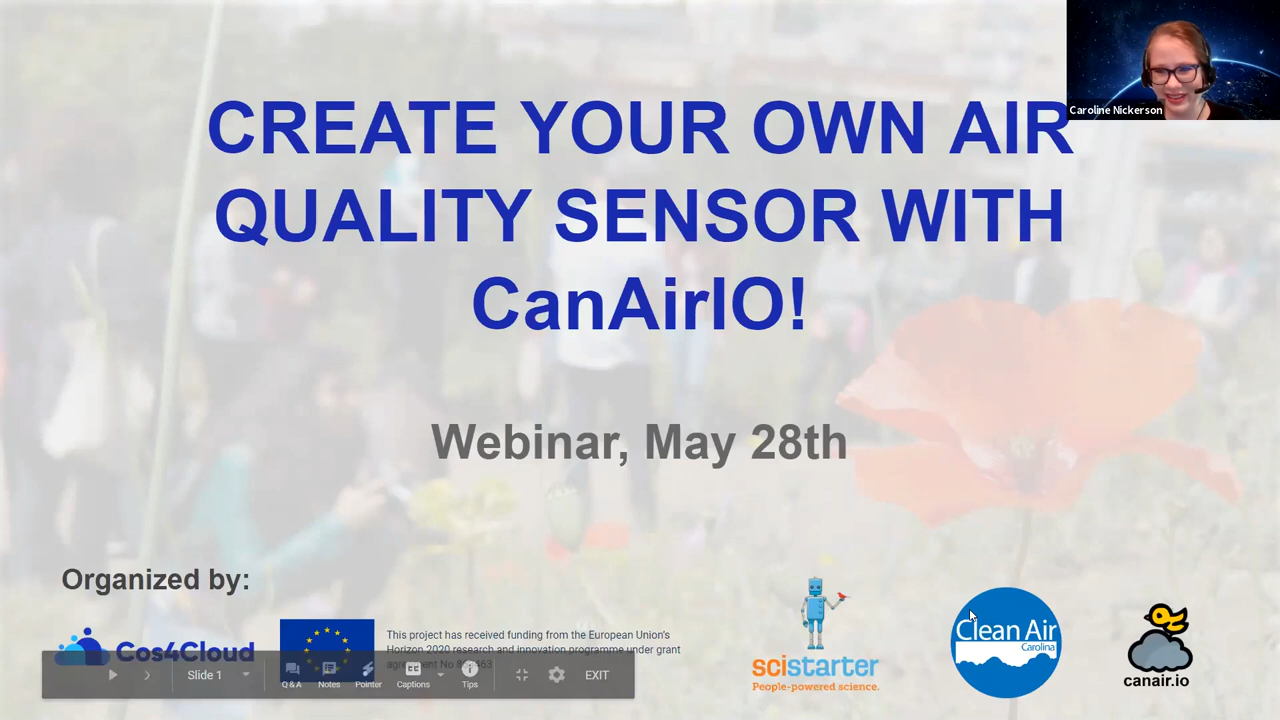 CREATE YOUR OWN AIR
QUALITY SENSOR WITH
CanAirIO!
Caroline Nickerson
Webinar, May 28th
Organized by:
Cos4Cloud
This project has received funding from the European Union's
Horizon 2020 research and innovation programme under grant
agreement No
scistarter
People-powered science.
Clean Air
Carolina
canair.io
Slide 1
Q & A
Notes
Pointer
Captions
Tips
EXIT